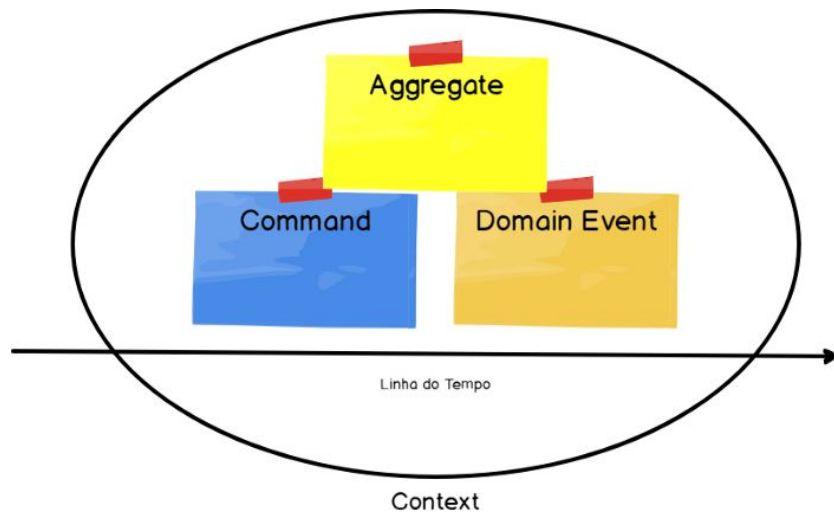 Aggregate
Command
Domain Event
Linha do Tempo
Context